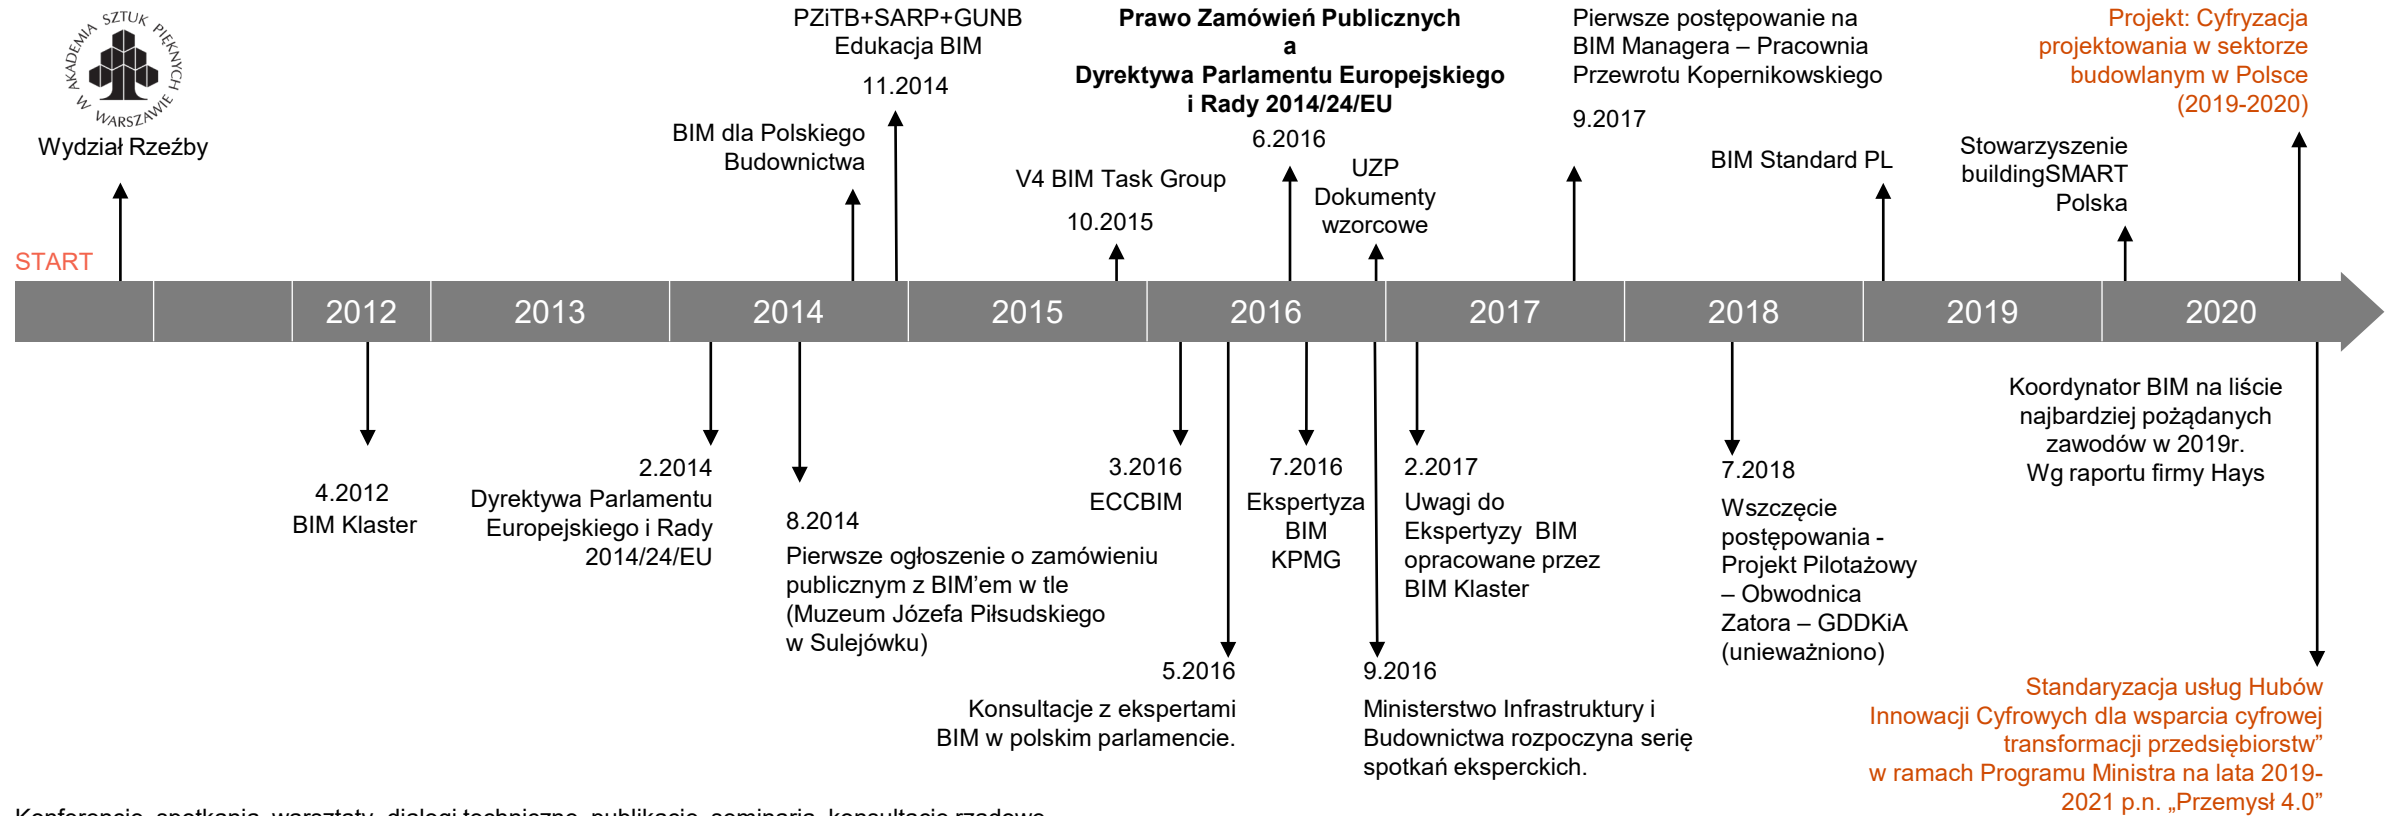 AKADEMIA SZTUK PIĘKNYCH
W WARSZAWIE
Wydział Rzeźby
START
BIM dla Polskiego
Budownictwa
PZiTB+SARP+GUNB
Edukacja BIM
11.2014
V4 BIM Task Group
10.2015
Prawo Zamówień Publicznych
a
Dyrektywa Parlamentu Europejskiego
i Rady 2014/24/EU
6.2016
UZP
Dokumenty
wzorcowe
Pierwsze postępowanie na
BIM Managera – Pracownia
Przewrotu Kopernikowskiego
9.2017
BIM Standard PL
Stowarzyszenie
buildingSMART
Polska
Projekt: Cyfryzacja
projektowania w sektorze
budowlanym w Polsce
(2019-2020)
2012
2013
2014
2015
2016
2017
2018
2019
2020
4.2012
BIM Klaster
2.2014
Dyrektywa Parlamentu
Europejskiego i Rady
2014/24/EU
8.2014
Pierwsze ogłoszenie o zamówieniu
publicznym z BIM’em w tle
(Muzeum Józefa Piłsudskiego
w Sulejówku)
3.2016
ECCBIM
5.2016
Konsultacje z ekspertami
BIM w polskim parlamencie.
7.2016
Ekspertyza
BIM
KPMG
9.2016
Ministerstwo Infrastruktury i
Budownictwa rozpoczyna serię
spotkań eksperckich.
2.2017
Uwagi do
Ekspertyzy  BIM
opracowane przez
BIM Klaster
7.2018
Wszczęcie
postępowania -
Projekt Pilotażowy
– Obwodnica
Zatora – GDDKiA
(unieważniono)
Koordynator BIM na liście
najbardziej pożądanych
zawodów w 2019r.
Wg raportu firmy Hays
Standaryzacja usług Hubów
Innowacji Cyfrowych dla wsparcia cyfrowej
transformacji przedsiębiorstw”
w ramach Programu Ministra na lata 2019-
2021 p.n. „Przemysł 4.0”
Konferencje, spotkania, warsztaty, dialogi techniczne, publikacje, seminaria, konsultacje rządowe